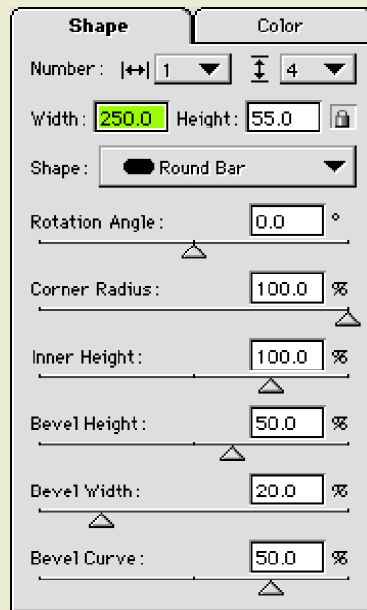 Shape Color
Number: 1 4
Width: 250.0 Height: 55.0
Shape: Round Bar
Rotation Angle: 0.0 °
Corner Radius: 100.0 %
Inner Height: 100.0 %
Bevel Height: 50.0 %
Bevel Width: 20.0 %
Bevel Curve: 50.0 %